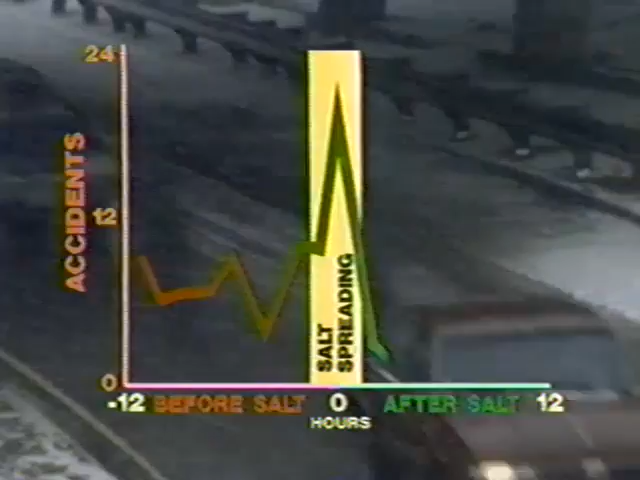 24
ACCIDENTS
12
SALT
SPREADING
0
-12 BEFORE SALT 0 AFTER SALT 12
HOURS